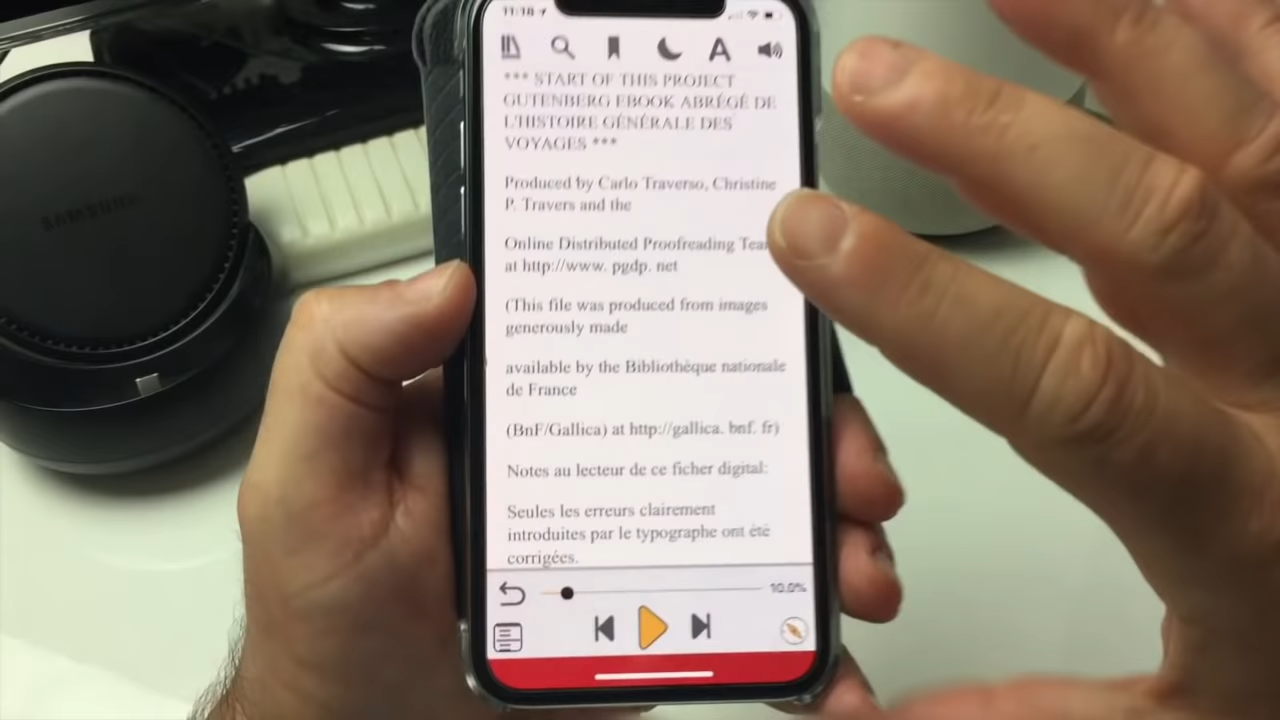 SAMSUNG
11:18
*** START OF THIS PROJECT
GUTENBERG EBOOK ABRÉGÉ DE
L'HISTOIRE GÉNÉRALE DES
VOYAGES ***
Produced by Carlo Traverso, Christine
P. Travers and the
Online Distributed Proofreading
at http://www. pgdp. net
(This file was produced from images
generously made
available by the Bibliothèque nationale
de France
(BnF/Gallica) at http://gallica. bnf. fr)
Notes au lecteur de ce ficher digital:
Seules les erreurs clairement
introduites par le typographe ont été
corrigées.
10.0%